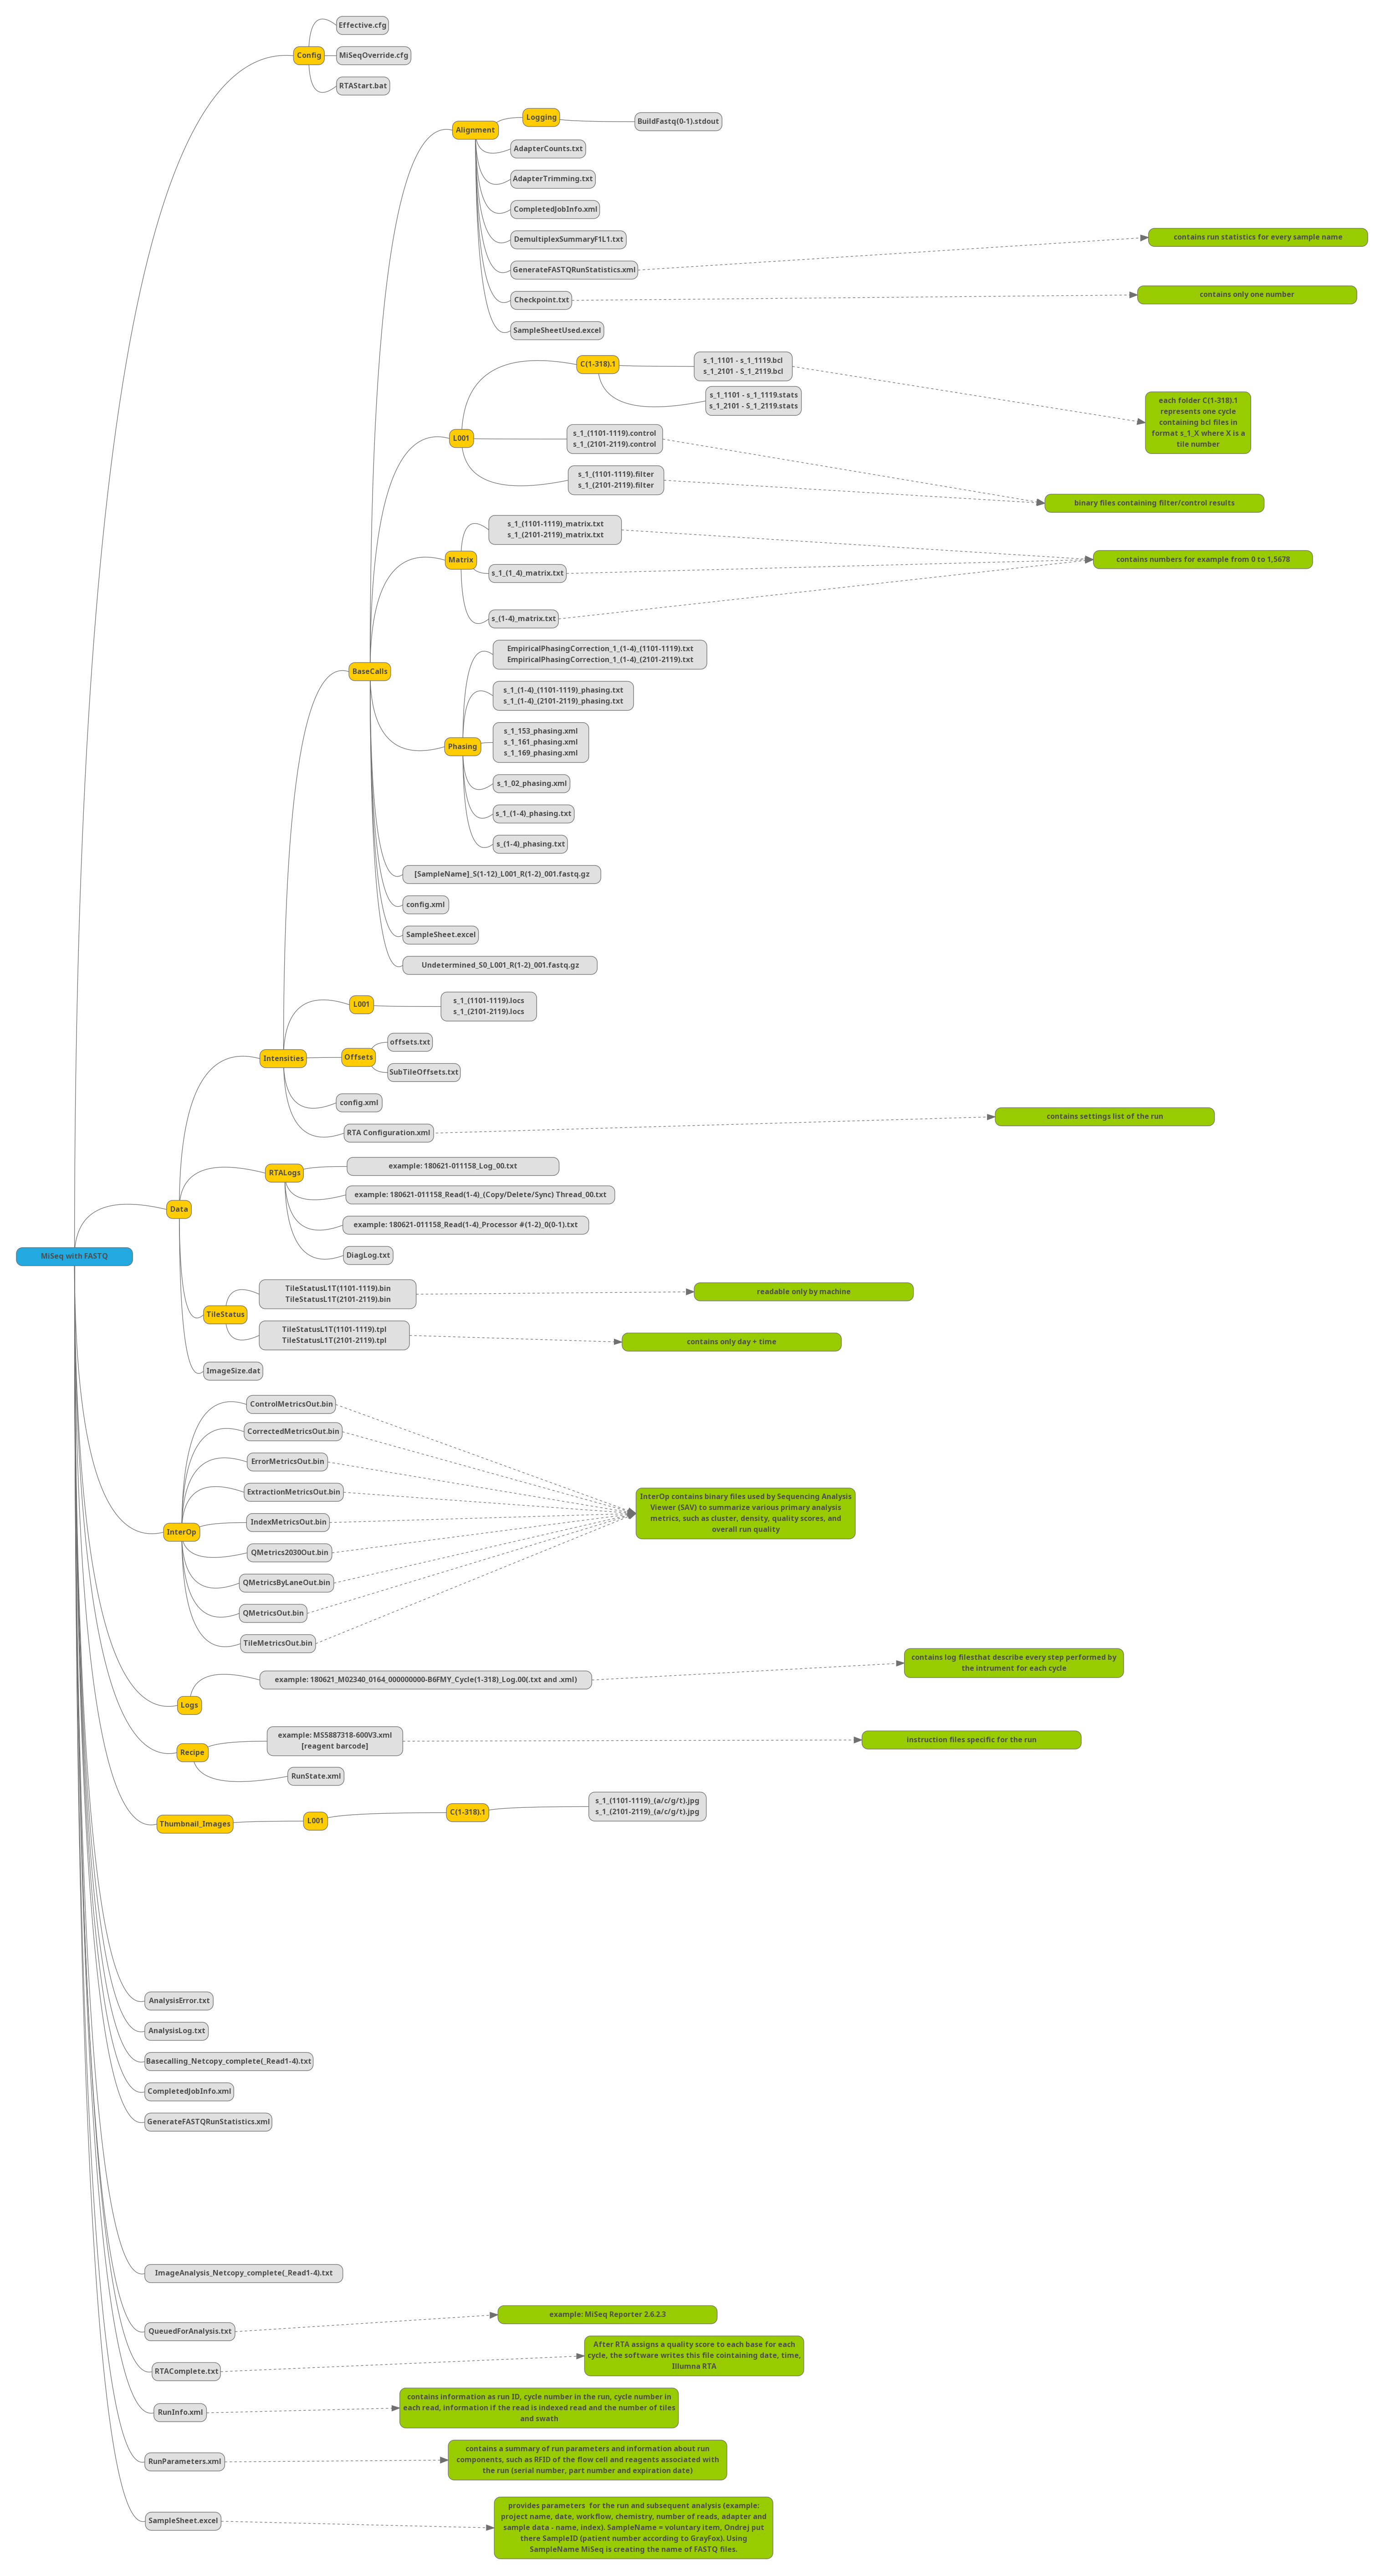 Effective.cfg
Config
MiSeqOverride.cfg
RTAStart.bat
Alignment
Logging
BuildFastq(0-1).stdout
AdapterCounts.txt
AdapterTrimming.txt
CompletedJobInfo.xml
DemultiplexSummaryF1L1.txt
GenerateFASTQRunStatistics.xml
contains run statistics for every sample name
Checkpoint.txt
contains only one number
SampleSheetUsed.excel
C(1-318).1
s_1_1101 - s_1_1119.bcl
s_1_2101 - S_1_2119.bcl
s_1_1101 - s_1_1119.stats
s_1_2101 - S_1_2119.stats
each folder C(1-318).1
represents one cycle
containing bcl files in
format s_1_X where X is a
tile number
L001
s_1_(1101-1119).control
s_1_(2101-2119).control
s_1_(1101-1119).filter
s_1_(2101-2119).filter
binary files containing filter/control results
Matrix
s_1_(1101-1119)_matrix.txt
s_1_(2101-2119)_matrix.txt
s_1_(1_4)_matrix.txt
contains numbers for example from 0 to 1,5678
s_(1-4)_matrix.txt
BaseCalls
EmpiricalPhasingCorrection_1_(1-4)_(1101-1119).txt
EmpiricalPhasingCorrection_1_(1-4)_(2101-2119).txt
s_1_(1-4)_(1101-1119)_phasing.txt
s_1_(1-4)_(2101-2119)_phasing.txt
Phasing
s_1_153_phasing.xml
s_1_161_phasing.xml
s_1_169_phasing.xml
s_1_02_phasing.xml
s_1_(1-4)_phasing.txt
s_(1-4)_phasing.txt
[SampleName]_S(1-12)_L001_R(1-2)_001.fastq.gz
config.xml
SampleSheet.excel
Undetermined_S0_L001_R(1-2)_001.fastq.gz
L001
s_1_(1101-1119).locs
s_1_(2101-2119).locs
Intensities
Offsets
offsets.txt
SubTileOffsets.txt
config.xml
RTA Configuration.xml
contains settings list of the run
RTALogs
example: 180621-011158_Log_00.txt
example: 180621-011158_Read(1-4)_(Copy/Delete/Sync) Thread_00.txt
Data
example: 180621-011158_Read(1-4)_Processor #(1-2)_0(0-1).txt
DiagLog.txt
MiSeq with FASTQ
TileStatus
TileStatusL1T(1101-1119).bin
TileStatusL1T(2101-2119).bin
readable only by machine
TileStatusL1T(1101-1119).tpl
TileStatusL1T(2101-2119).tpl
contains only day + time
ImageSize.dat
ControlMetricsOut.bin
CorrectedMetricsOut.bin
ErrorMetricsOut.bin
ExtractionMetricsOut.bin
InterOp
IndexMetricsOut.bin
QMetrics2030Out.bin
QMetricsByLaneOut.bin
QMetricsOut.bin
TileMetricsOut.bin
InterOp contains binary files used by Sequencing Analysis
Viewer (SAV) to summarize various primary analysis
metrics, such as cluster, density, quality scores, and
overall run quality
Logs
example: 180621_M02340_0164_000000000-B6FMY_Cycle(1-318)_Log.00(.txt and .xml)
contains log filesthat describe every step performed by
the intrument for each cycle
Recipe
example: MS5887318-600V3.xml
[reagent barcode]
instruction files specific for the run
RunState.xml
Thumbnail_Images
L001
C(1-318).1
s_1_(1101-1119)_(a/c/g/t).jpg
s_1_(2101-2119)_(a/c/g/t).jpg
AnalysisError.txt
AnalysisLog.txt
Basecalling_Netcopy_complete(_Read1-4).txt
CompletedJobInfo.xml
GenerateFASTQRunStatistics.xml
ImageAnalysis_Netcopy_complete(_Read1-4).txt
QueuedForAnalysis.txt
example: MiSeq Reporter 2.6.2.3
RTAComplete.txt
After RTA assigns a quality score to each base for each
cycle, the software writes this file cointaining date, time,
Illumna RTA
RunInfo.xml
contains information as run ID, cycle number in the run, cycle number in
each read, information if the read is indexed read and the number of tiles
and swath
RunParameters.xml
contains a summary of run parameters and information about run
components, such as RFID of the flow cell and reagents associated with
the run (serial number, part number and expiration date)
SampleSheet.excel
provides parameters  for the run and subsequent analysis (example:
project name, date, workflow, chemistry, number of reads, adapter and
sample data - name, index). SampleName = voluntary item, Ondrej put
there SampleID (patient number according to GrayFox). Using
SampleName MiSeq is creating the name of FASTQ files.